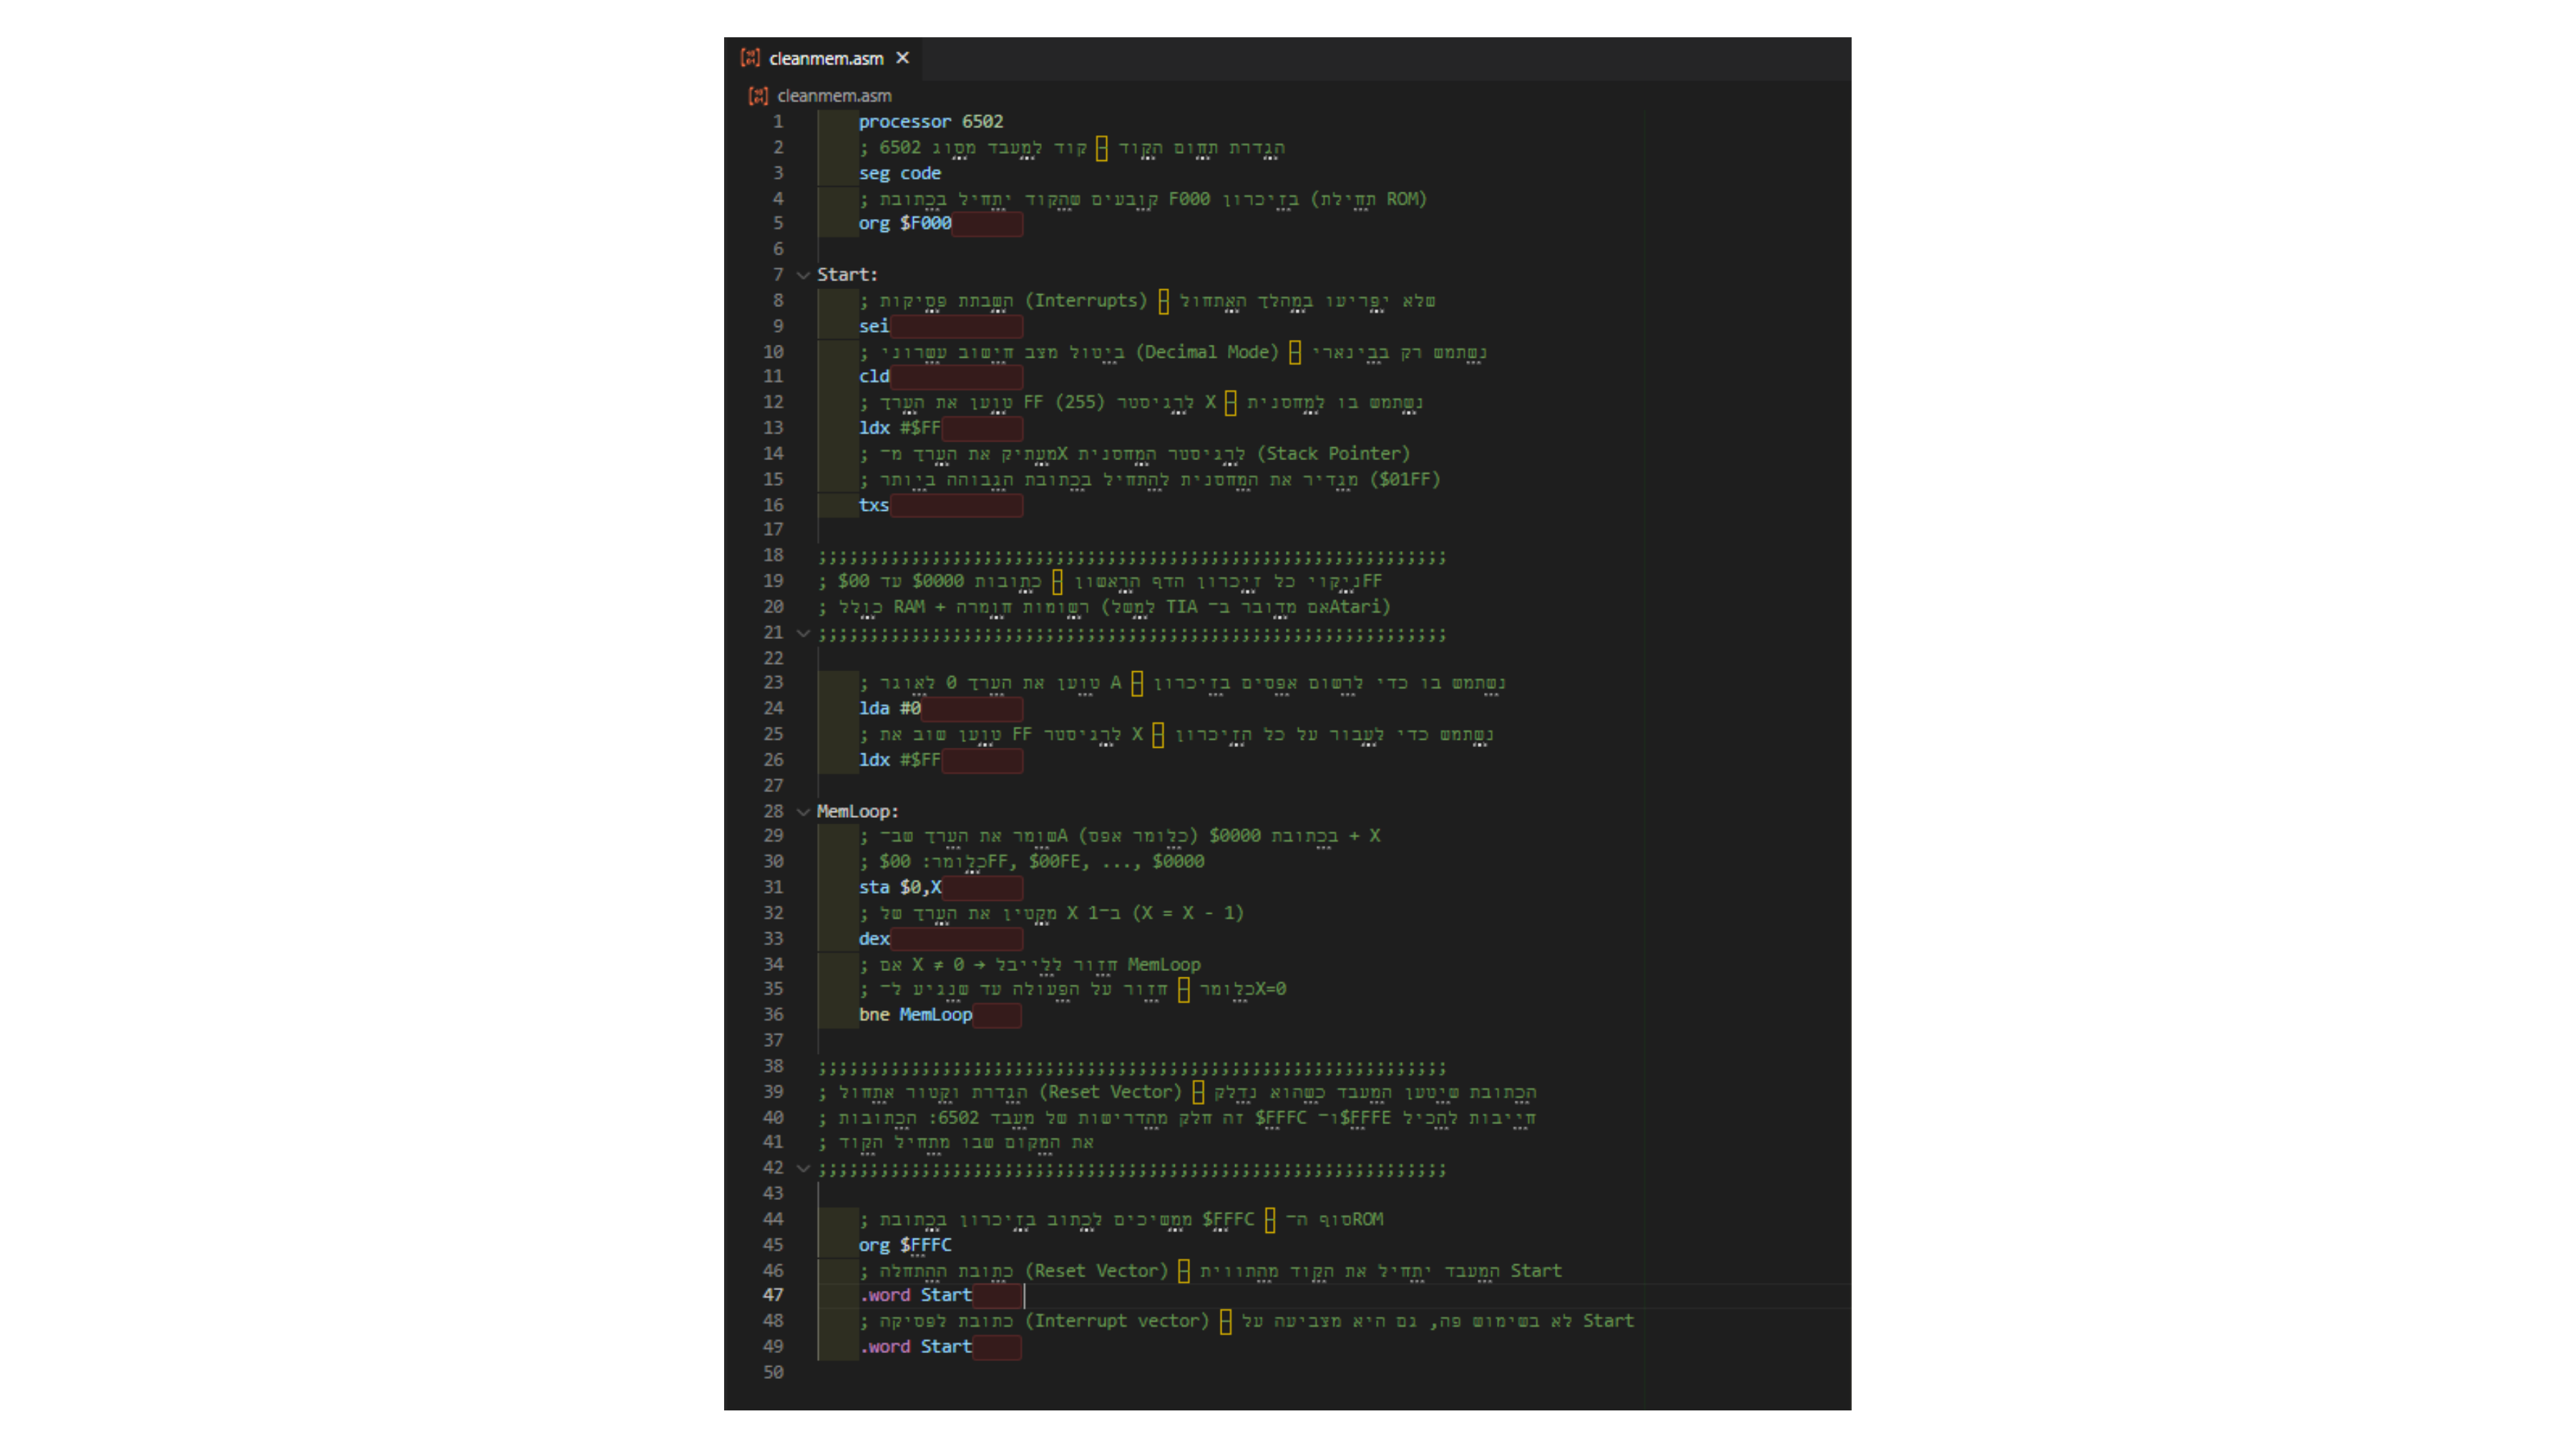 cleanmem.asm
cleanmem.asm
1 processor 6502
2 ; הגדרת תחום הקוד – קוד למעבד מסוג 6502
3 seg code
4 ; קובעים שהקוד יתחיל בכתובת F000 בזיכרון (תחילת ROM)
5 org $F000
6
7 Start:
8 ; השבתת פסיקות (Interrupts) – שלא יפריעו במהלך האתחול
9 sei
10 ; ביטול מצב חישוב עשרוני (Decimal Mode) – נשתמש רק בבינארי
11 cld
12 ; טוען את הערך FF (255) לרגיסטר X – נשתמש בו למחסנית
13 ldx #$FF
14 ; מעתיק את הערך מ־X לרגיסטר המחסנית (Stack Pointer)
15 ; מגדיר את המחסנית להתחיל בכתובת הגבוהה ביותר ($01FF)
16 txs
17
18 ;;;;;;;;;;;;;;;;;;;;;;;;;;;;;;;;;;;;;;;;;;;;;;;;;;;;;;;;;;;;;
19 ; ניקוי כל זיכרון הדף הראשון – כתובות $0000 עד $00FF
20 ; כולל RAM + רשומות חומרה (למשל TIA אם מדובר ב־Atari)
21 ;;;;;;;;;;;;;;;;;;;;;;;;;;;;;;;;;;;;;;;;;;;;;;;;;;;;;;;;;;;;;
22
23 ; טוען את הערך 0 לאוגר A – נשתמש בו כדי לרשום אפסים בזיכרון
24 lda #0
25 ; טוען שוב את FF לרגיסטר X – נשתמש כדי לעבור על כל הזיכרון
26 ldx #$FF
27
28 MemLoop:
29 ; שומר את הערך שב־A (כלומר אפס) בכתובת $0000 + X
30 ; כלומר: $00FF, $00FE, ..., $0000
31 sta $0,X
32 ; מקטין את הערך של X ב־1 (X = X - 1)
33 dex
34 ; אם X ≠ 0 → חזור ללייבל MemLoop
35 ; כלומר – חזור על הפעולה עד שנגיע ל־X=0
36 bne MemLoop
37
38 ;;;;;;;;;;;;;;;;;;;;;;;;;;;;;;;;;;;;;;;;;;;;;;;;;;;;;;;;;;;;;
39 ; הגדרת וקטור אתחול (Reset Vector) – הכתובת שיטען המעבד כשהוא נדלק
40 ; זה חלק מהדרישות של מעבד 6502: הכתובות $FFFC ו־$FFFE חייבות להכיל
41 ; את המקום שבו מתחיל הקוד
42 ;;;;;;;;;;;;;;;;;;;;;;;;;;;;;;;;;;;;;;;;;;;;;;;;;;;;;;;;;;;;;
43
44 ; ממשיכים לכתוב בזיכרון בכתובת $FFFC – סוף ה־ROM
45 org $FFFC
46 ; כתובת ההתחלה (Reset Vector) – המעבד יתחיל את הקוד מהתווית Start
47 .word Start
48 ; כתובת לפסיקה (Interrupt vector) – לא בשימוש פה, גם היא מצביעה על Start
49 .word Start
50